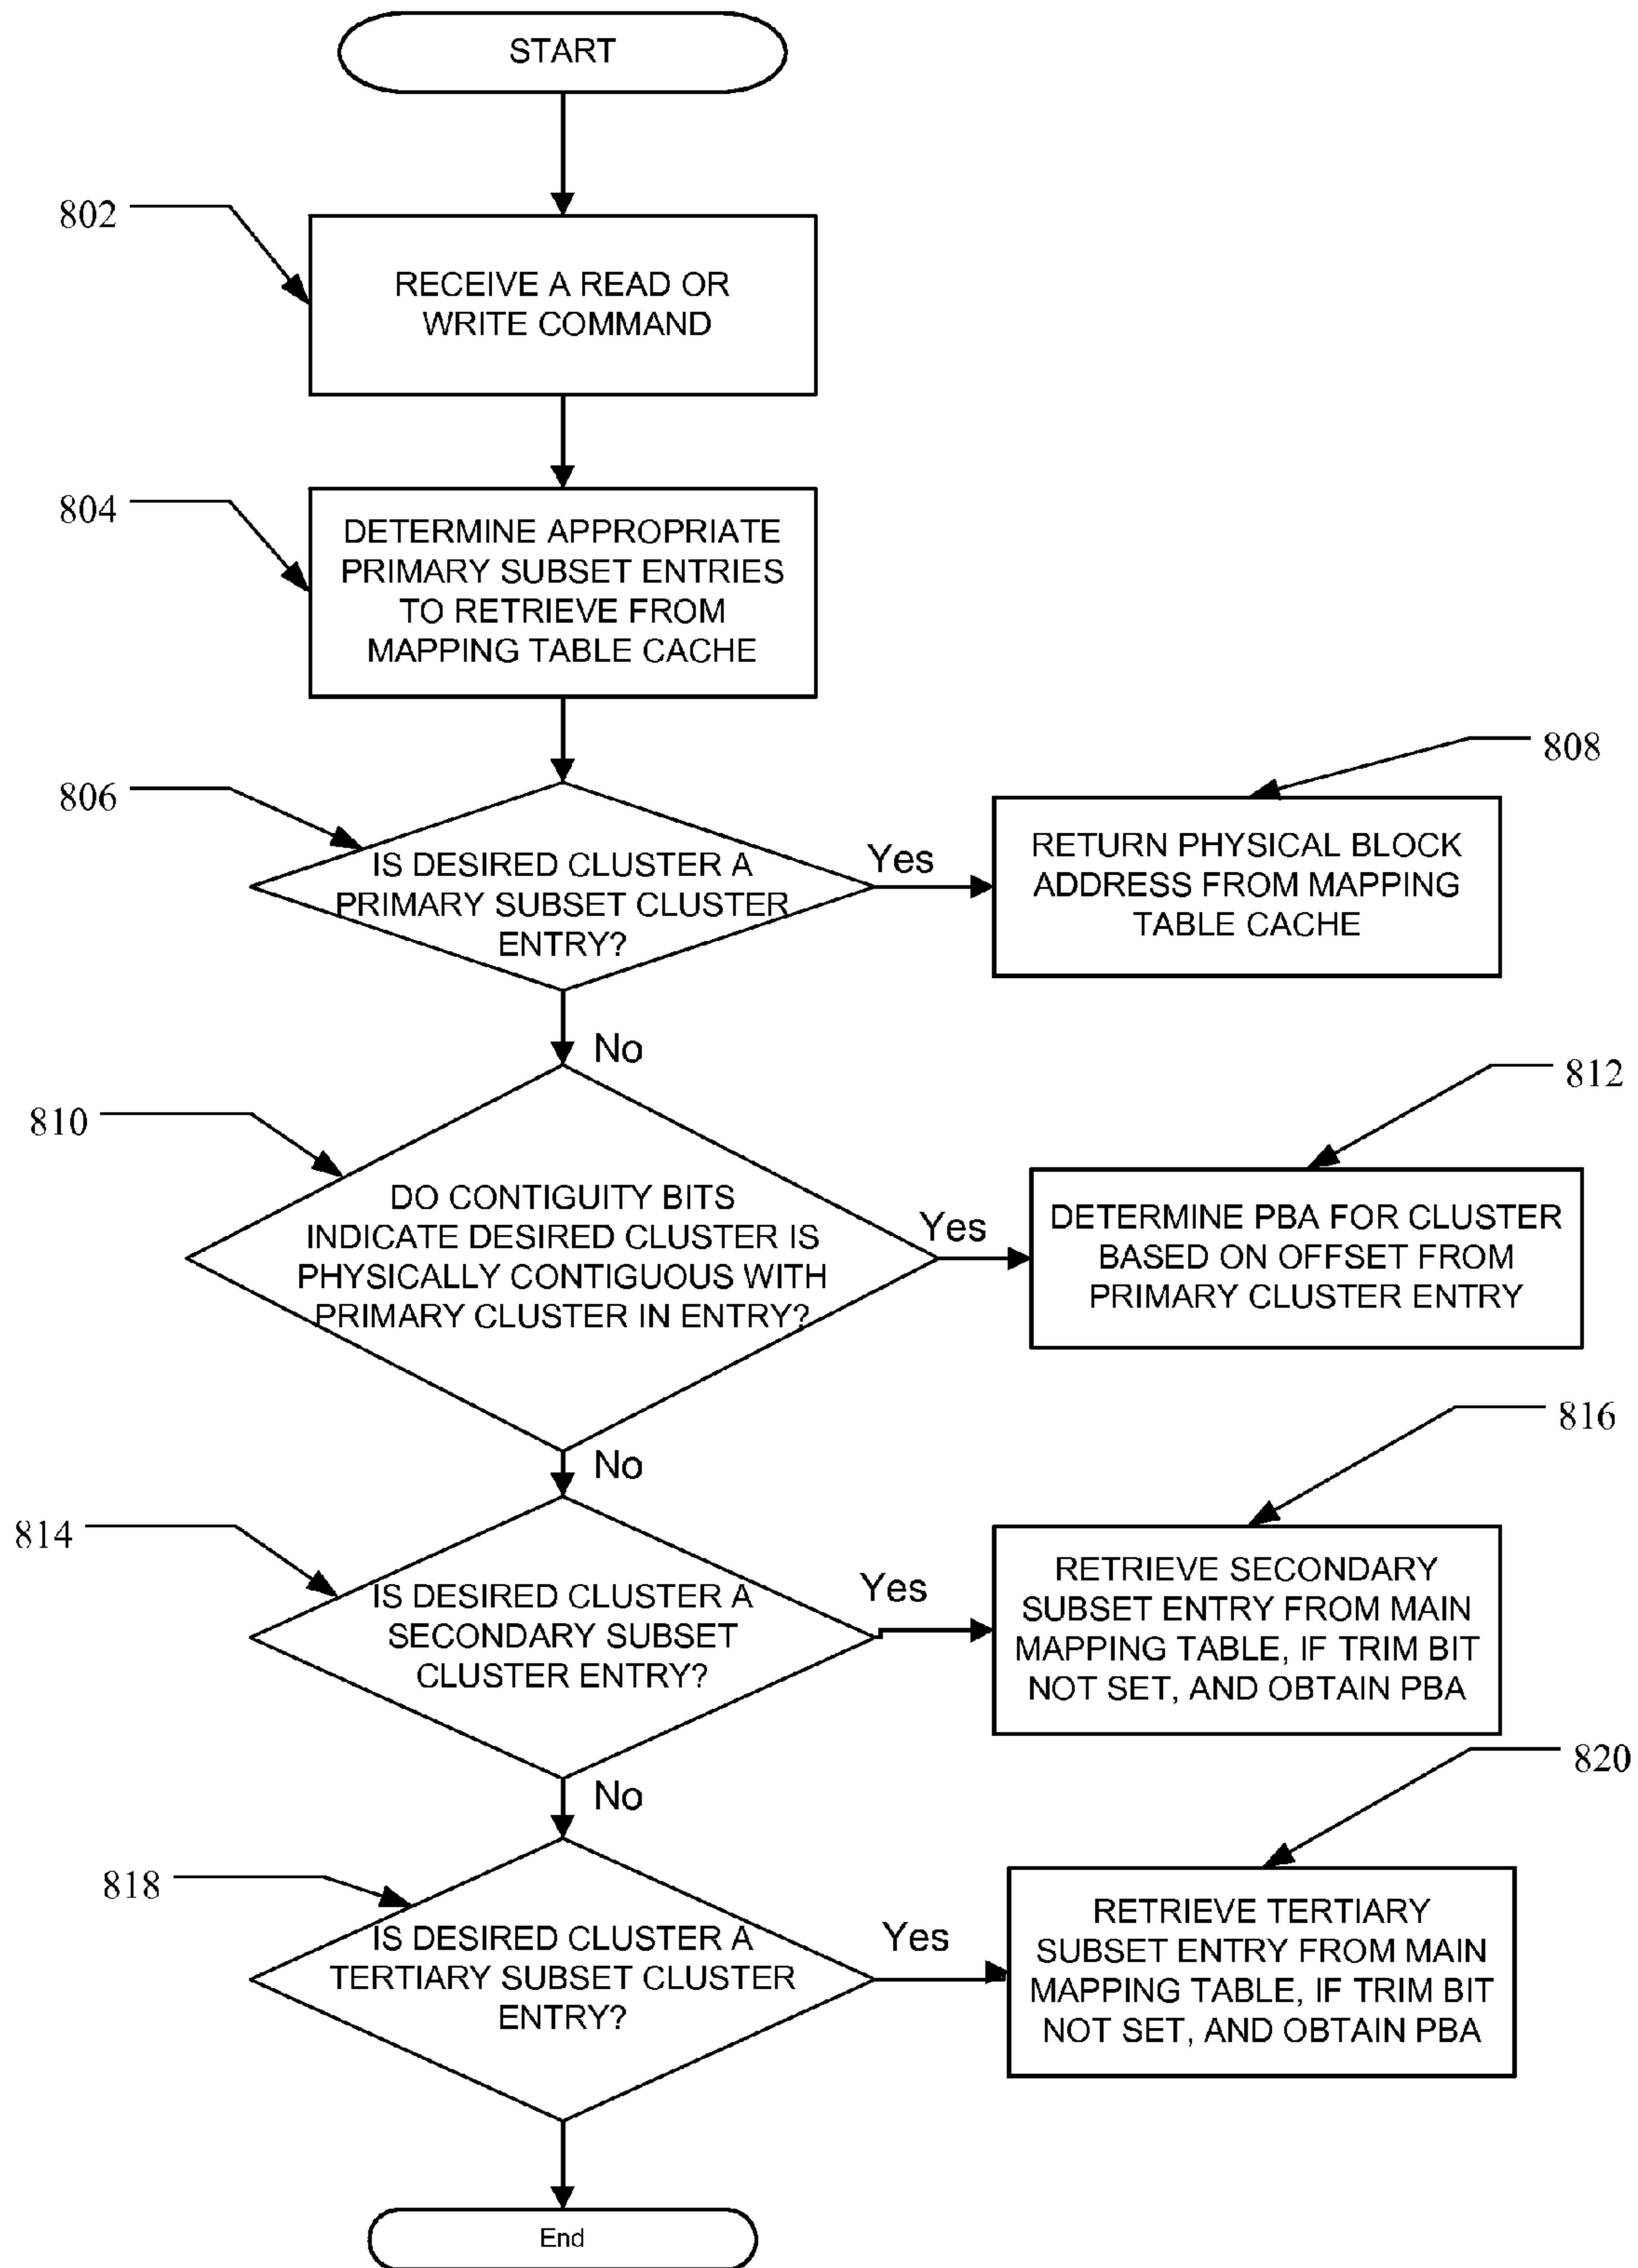 START
802
RECEIVE A READ OR
WRITE COMMAND
804
DETERMINE APPROPRIATE
PRIMARY SUBSET ENTRIES
TO RETRIEVE FROM
MAPPING TABLE CACHE
806
IS DESIRED CLUSTER A
PRIMARY SUBSET CLUSTER
ENTRY?
Yes
808
RETURN PHYSICAL BLOCK
ADDRESS FROM MAPPING
TABLE CACHE
No
810
DO CONTIGUITY BITS
INDICATE DESIRED CLUSTER IS
PHYSICALLY CONTIGUOUS WITH
PRIMARY CLUSTER IN ENTRY?
Yes
812
DETERMINE PBA FOR CLUSTER
BASED ON OFFSET FROM
PRIMARY CLUSTER ENTRY
No
814
IS DESIRED CLUSTER A
SECONDARY SUBSET
CLUSTER ENTRY?
Yes
816
RETRIEVE SECONDARY
SUBSET ENTRY FROM MAIN
MAPPING TABLE, IF TRIM BIT
NOT SET, AND OBTAIN PBA
No
818
IS DESIRED CLUSTER A
TERTIARY SUBSET CLUSTER
ENTRY?
Yes
820
RETRIEVE TERTIARY
SUBSET ENTRY FROM MAIN
MAPPING TABLE, IF TRIM BIT
NOT SET, AND OBTAIN PBA
End